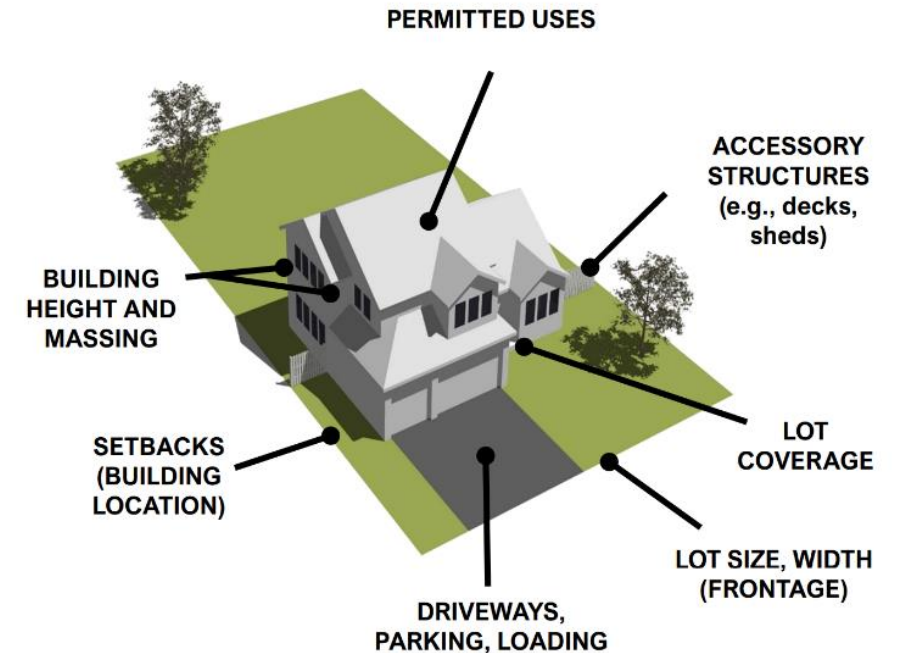 PERMITTED USES
ACCESSORY
STRUCTURES
(e.g., decks,
sheds)
BUILDING
HEIGHT AND
MASSING
SETBACKS
(BUILDING
LOCATION)
LOT
COVERAGE
LOT SIZE, WIDTH
(FRONTAGE)
DRIVEWAYS,
PARKING, LOADING